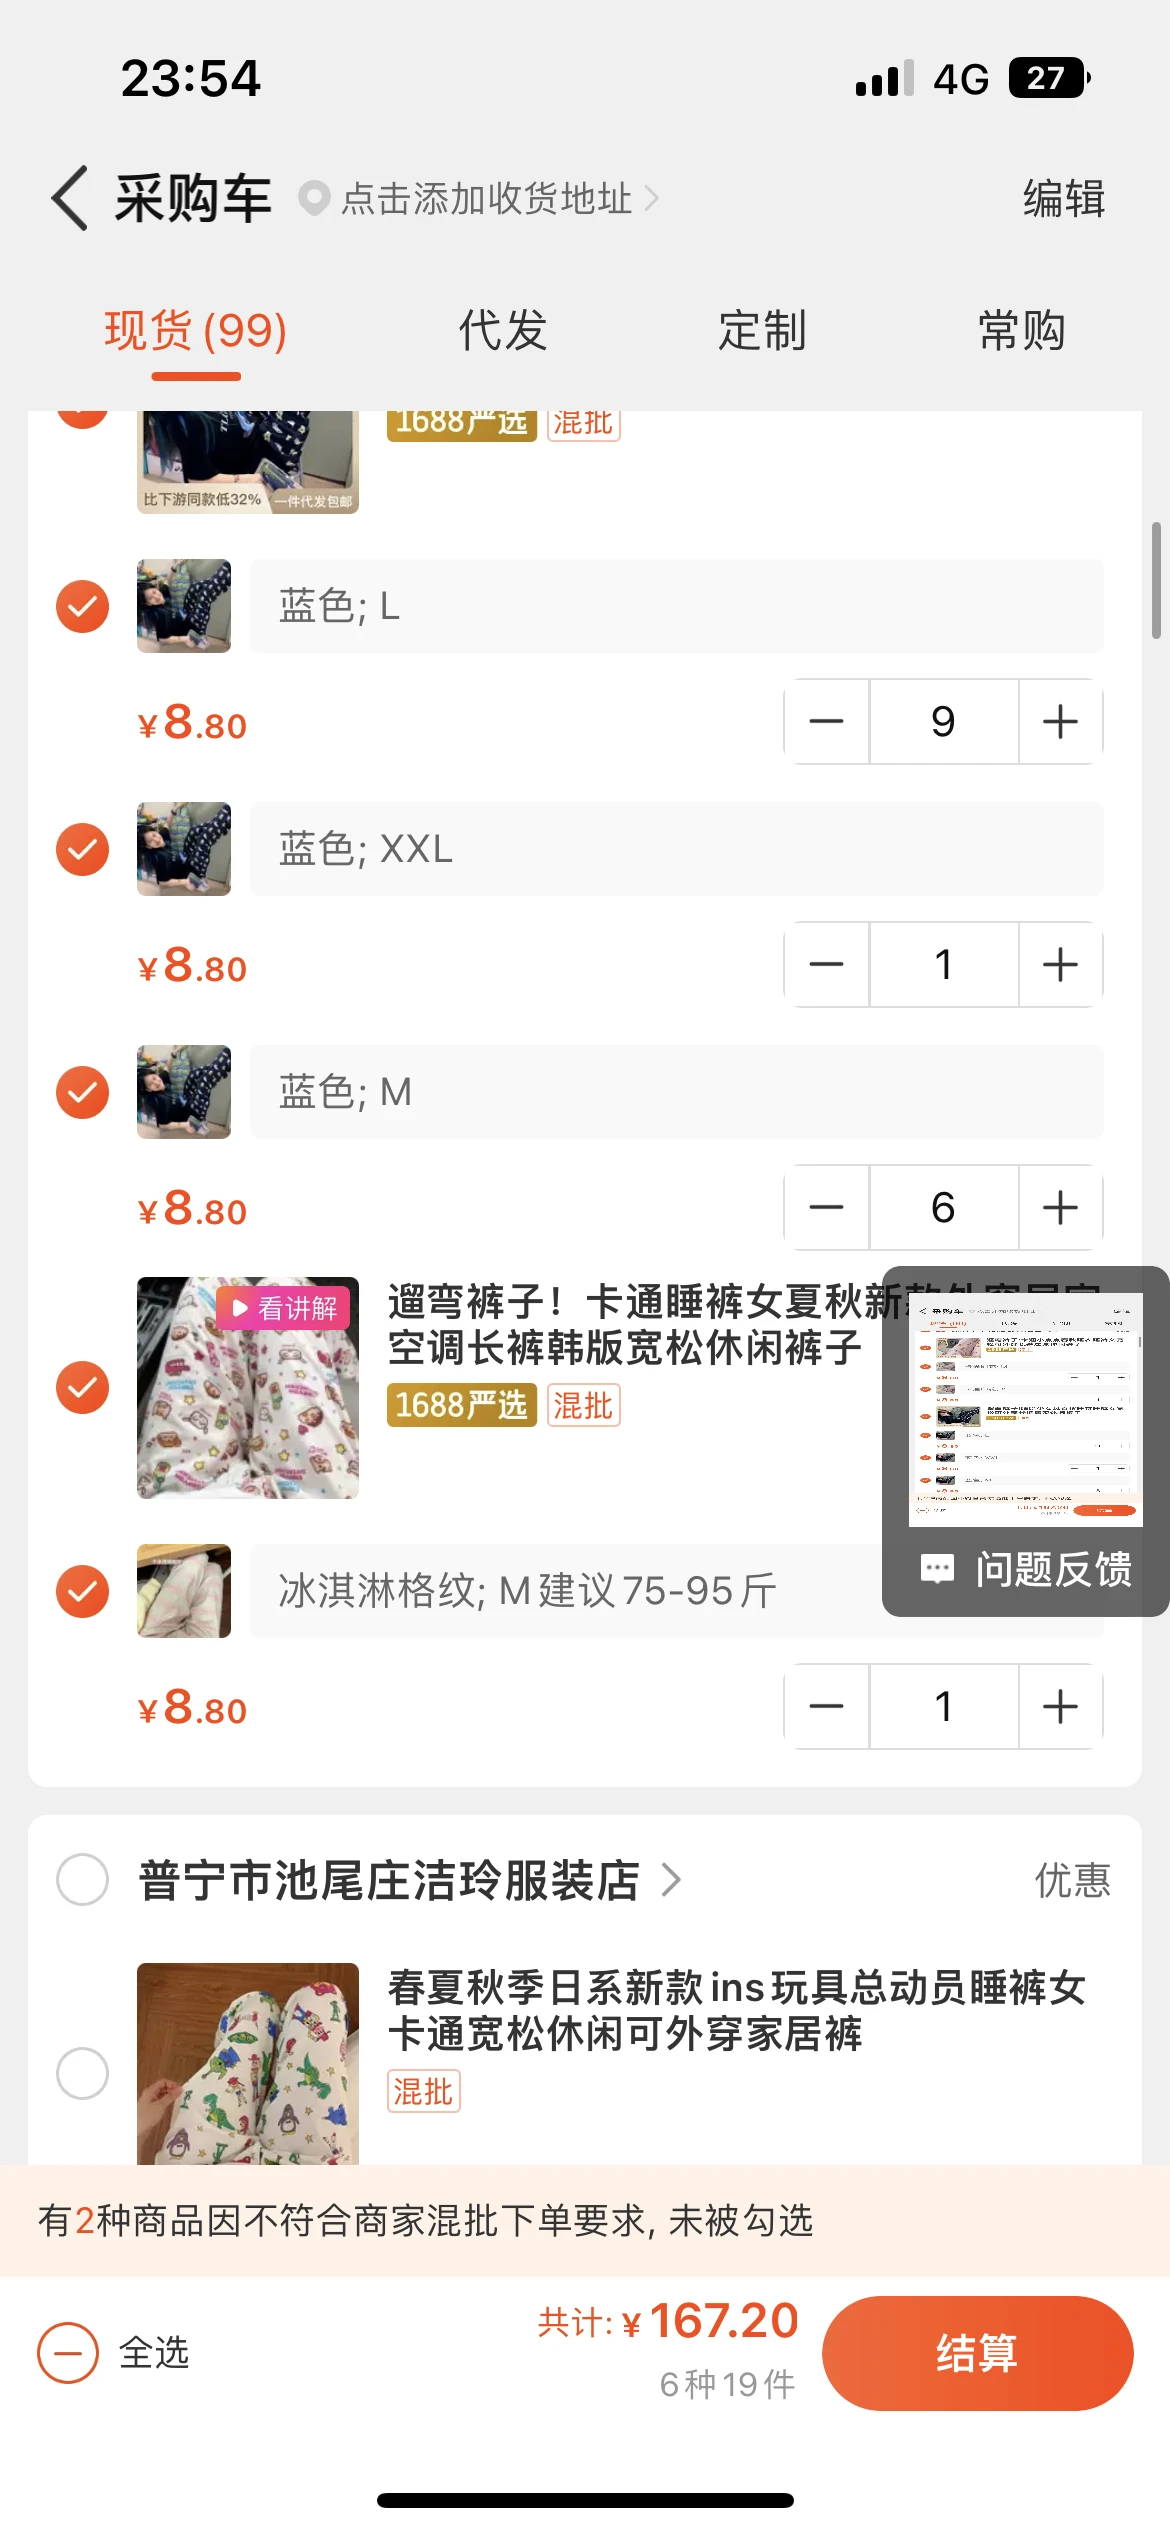 23:54
4G
27
采购车
点击添加收货地址
编辑
现货(99)
代发
定制
常购
1688严选
混批
比下游同款低32%
一件代发包邮
蓝色; L
¥8.80
9
蓝色; XXL
¥8.80
1
蓝色; M
¥8.80
6
看讲解
遛弯裤子！卡通睡裤女夏秋新款外穿居家
空调长裤韩版宽松休闲裤子
1688严选
混批
问题反馈
冰淇淋格纹; M建议75-95斤
¥8.80
1
普宁市池尾庄洁玲服装店
优惠
春夏秋季日系新款ins玩具总动员睡裤女
卡通宽松休闲可外穿家居裤
混批
有2种商品因不符合商家混批下单要求, 未被勾选
全选
共计: ¥167.20
6种19件
结算